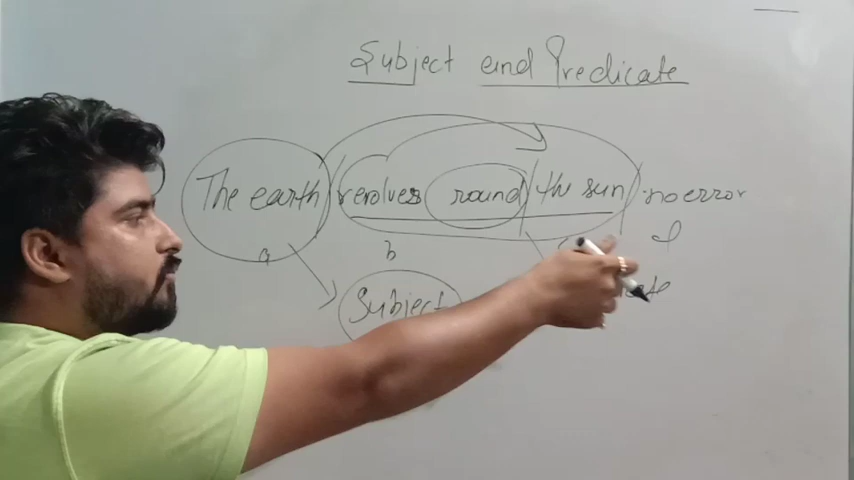 Subject and Predicate
The earth / revolves round / the sun / no error
a b d
Subject